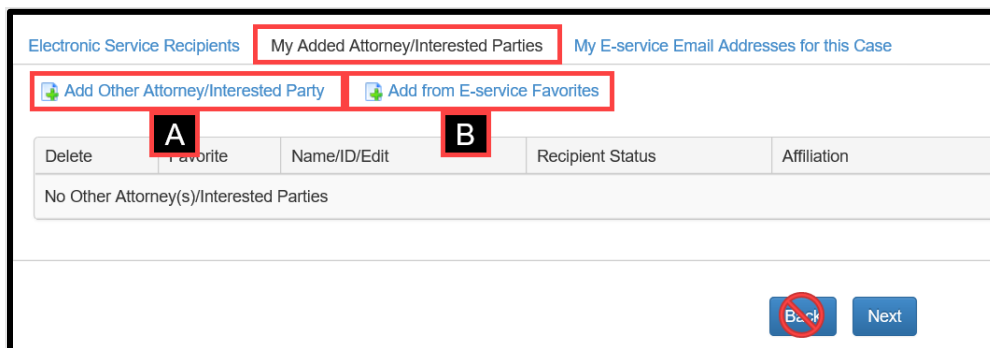 Electronic Service Recipients My Added Attorney/Interested Parties My E-service Email Addresses for this Case
Add Other Attorney/Interested Party Add from E-service Favorites
A B
Delete Favorite Name/ID/Edit Recipient Status Affiliation
No Other Attorney(s)/Interested Parties
Back Next